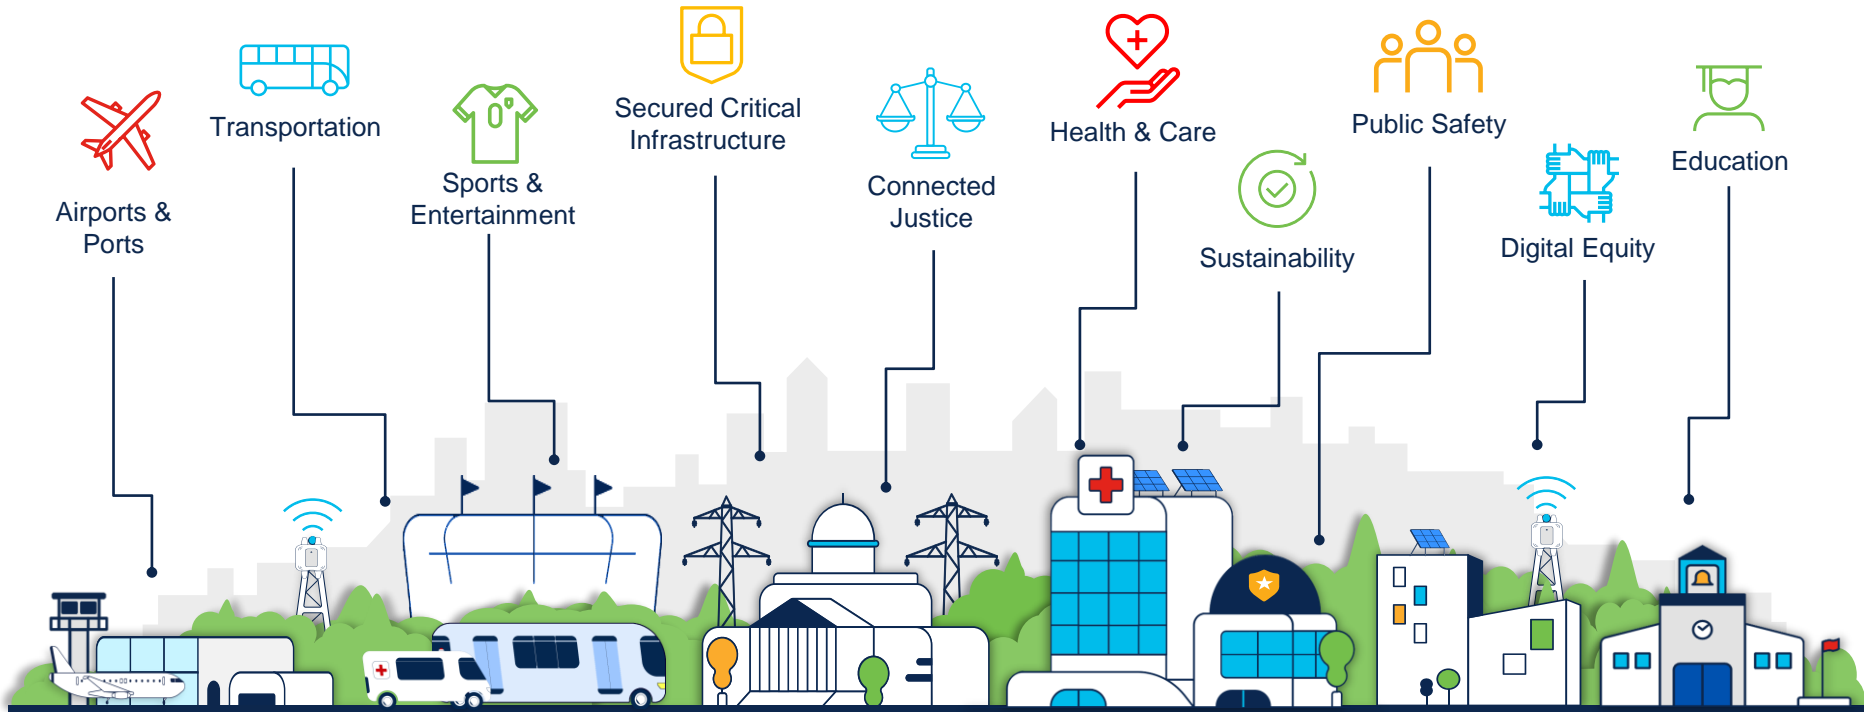 Airports &
Ports
Transportation
Sports &
Entertainment
Secured Critical
Infrastructure
Connected
Justice
Health & Care
Sustainability
Public Safety
Digital Equity
Education